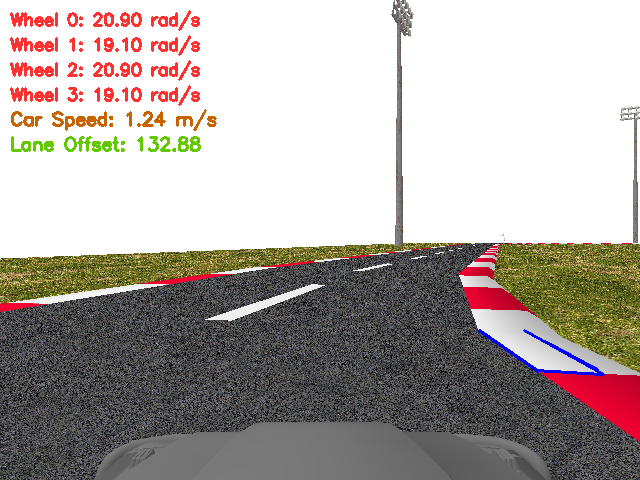 Wheel 0: 20.90 rad/s
Wheel 1: 19.10 rad/s
Wheel 2: 20.90 rad/s
Wheel 3: 19.10 rad/s
Car Speed: 1.24 m/s
Lane Offset: 132.88